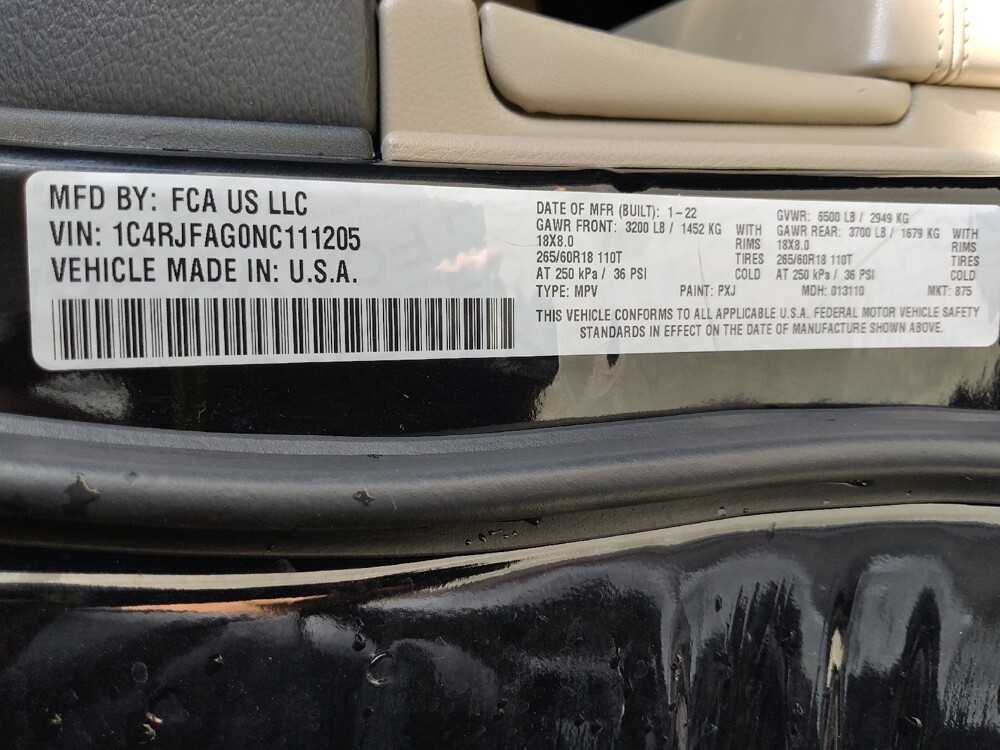 MFD BY: FCA US LLC
VIN: 1C4RJFAG0NC111205
VEHICLE MADE IN: U.S.A.
DATE OF MFR (BUILT): 1-22
GVWR: 6500 LB / 2949 KG
GAWR FRONT: 3200 LB / 1452 KG WITH
18X8.0 RIMS
265/60R18 110T TIRES
AT 250 kPa / 36 PSI COLD
GAWR REAR: 3700 LB / 1679 KG WITH
18X8.0 RIMS
265/60R18 110T TIRES
AT 250 kPa / 36 PSI COLD
TYPE: MPV PAINT: PXJ MDH: 013110 MKT: 875
THIS VEHICLE CONFORMS TO ALL APPLICABLE U.S.A. FEDERAL MOTOR VEHICLE SAFETY
STANDARDS IN EFFECT ON THE DATE OF MANUFACTURE SHOWN ABOVE.